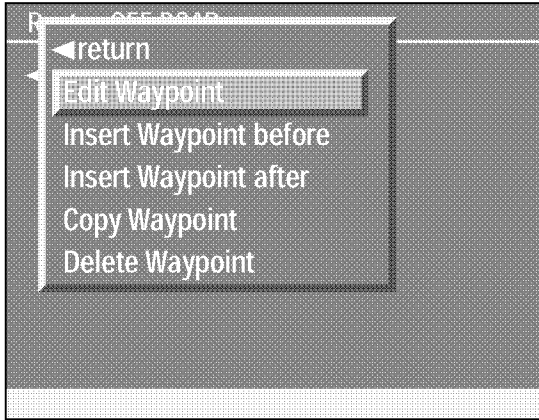 ◄return
Edit Waypoint
Insert Waypoint before
Insert Waypoint after
Copy Waypoint
Delete Waypoint